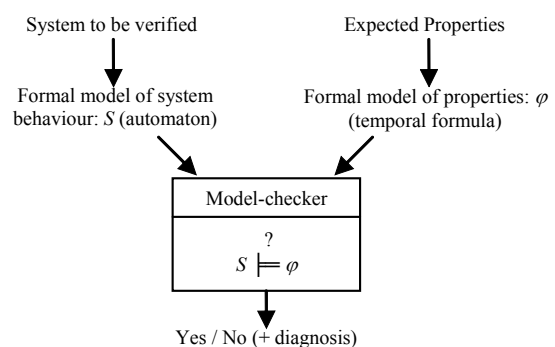 System to be verified
Expected Properties
Formal model of system
behaviour: S (automaton)
Formal model of properties: φ
(temporal formula)
Model-checker
?
S ⊨ φ
Yes / No (+ diagnosis)